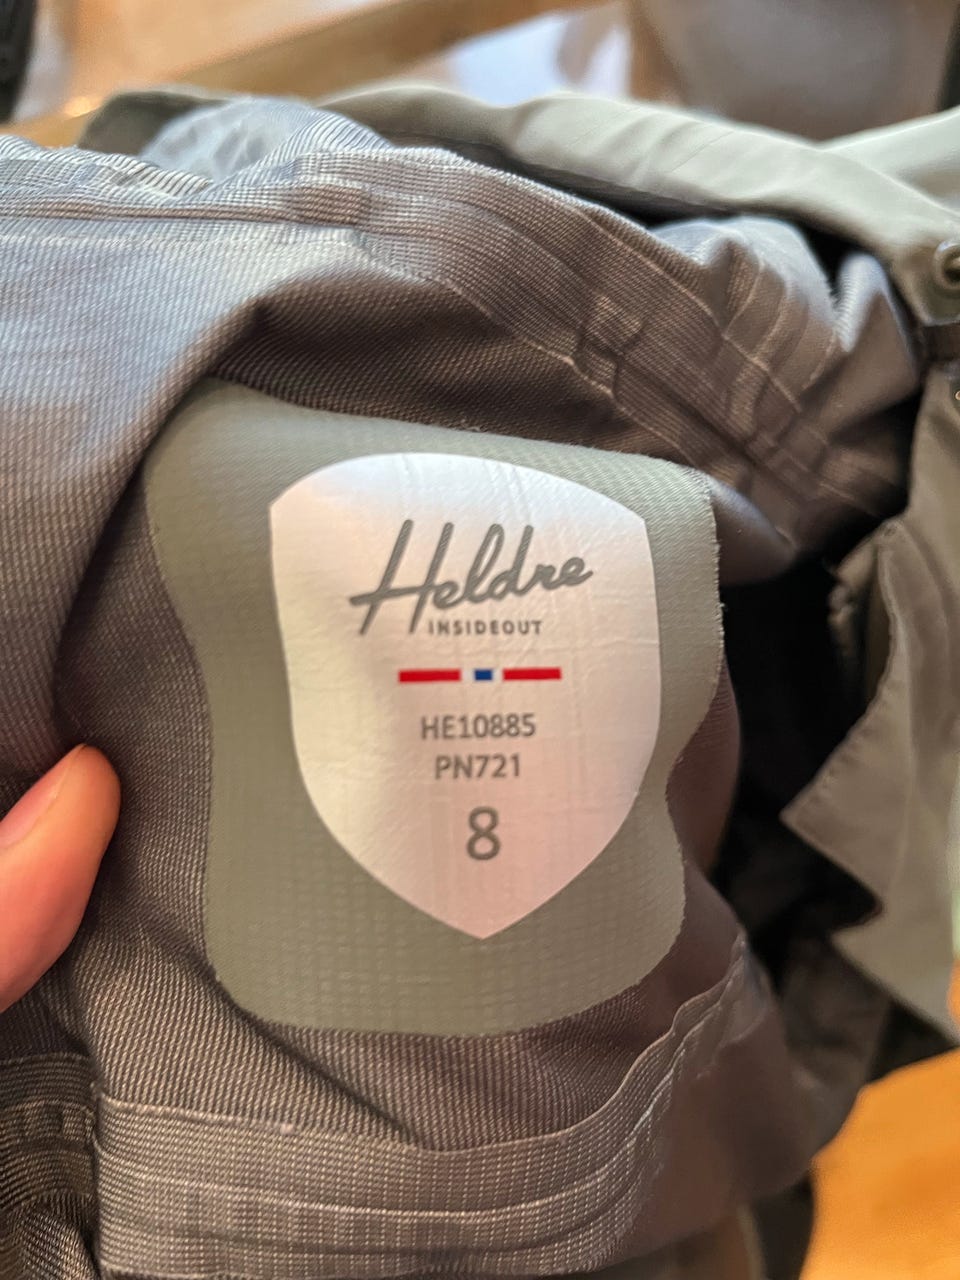 Heldre
INSIDEOUT
HE10885
PN721
8